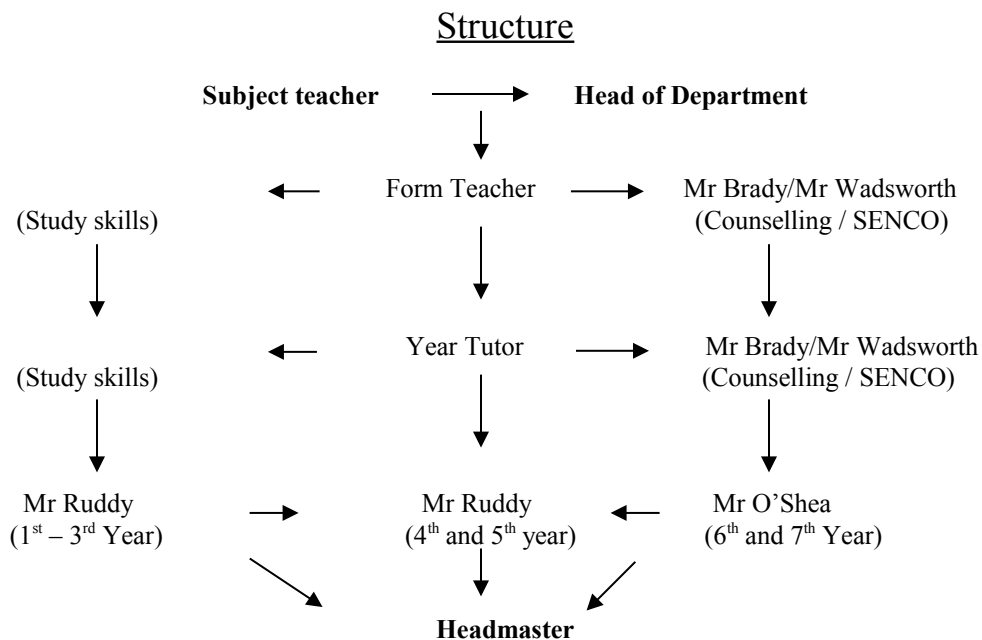 Structure
Subject teacher Head of Department
Form Teacher Mr Brady/Mr Wadsworth
(Study skills) (Counselling / SENCO)
Year Tutor Mr Brady/Mr Wadsworth
(Study skills) (Counselling / SENCO)
Mr Ruddy Mr Ruddy Mr O'Shea
(1st – 3rd Year) (4th and 5th year) (6th and 7th Year)
Headmaster